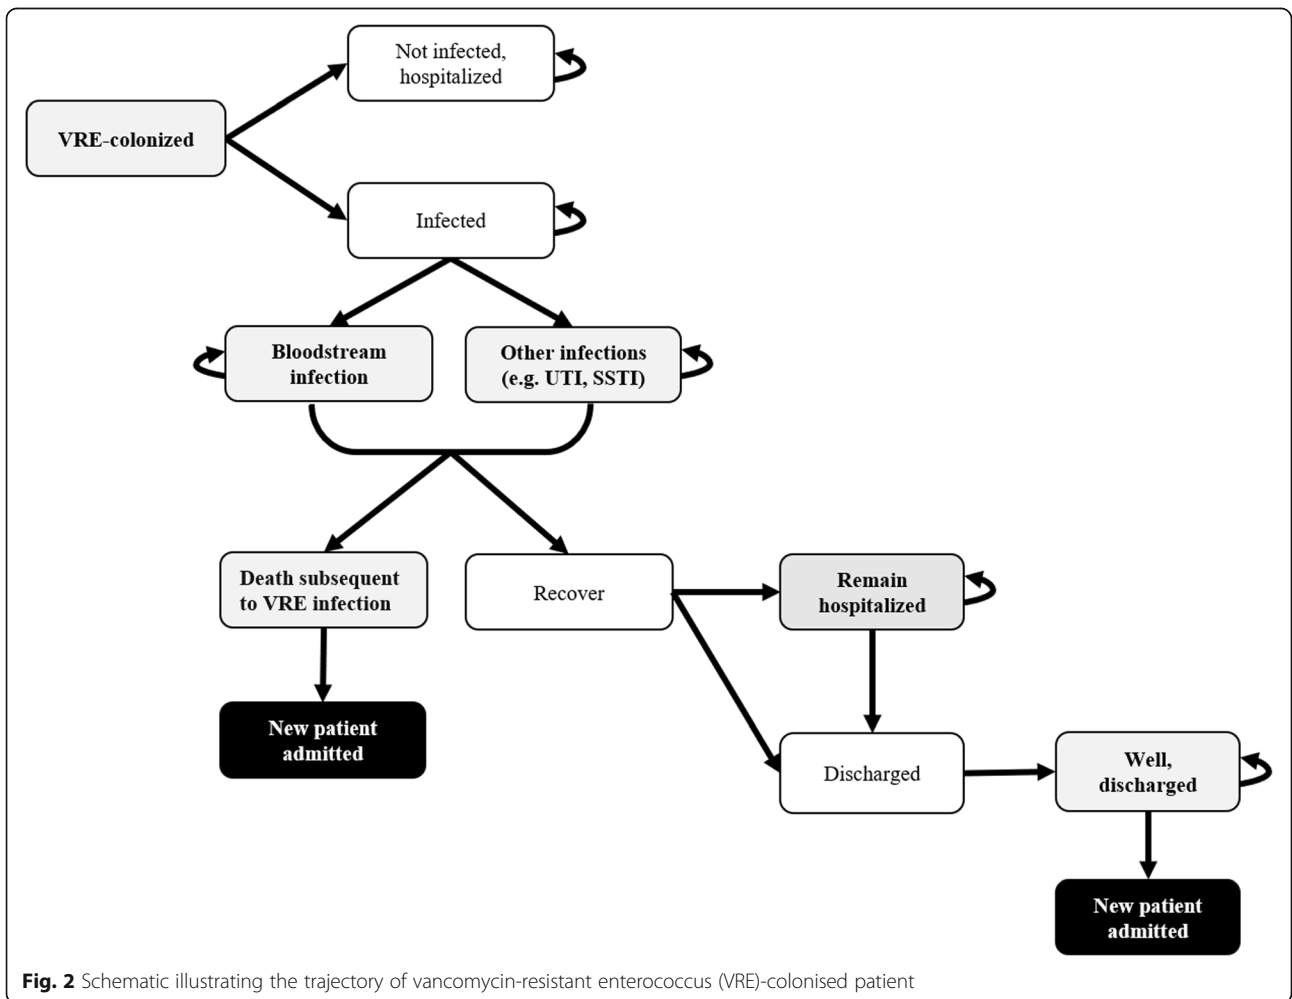 Not infected,
hospitalized
VRE-colonized
Infected
Bloodstream
infection
Other infections
(e.g. UTI, SSTI)
Death subsequent
to VRE infection
Recover
Remain
hospitalized
New patient
admitted
Discharged
Well,
discharged
New patient
admitted
Fig. 2 Schematic illustrating the trajectory of vancomycin-resistant enterococcus (VRE)-colonised patient